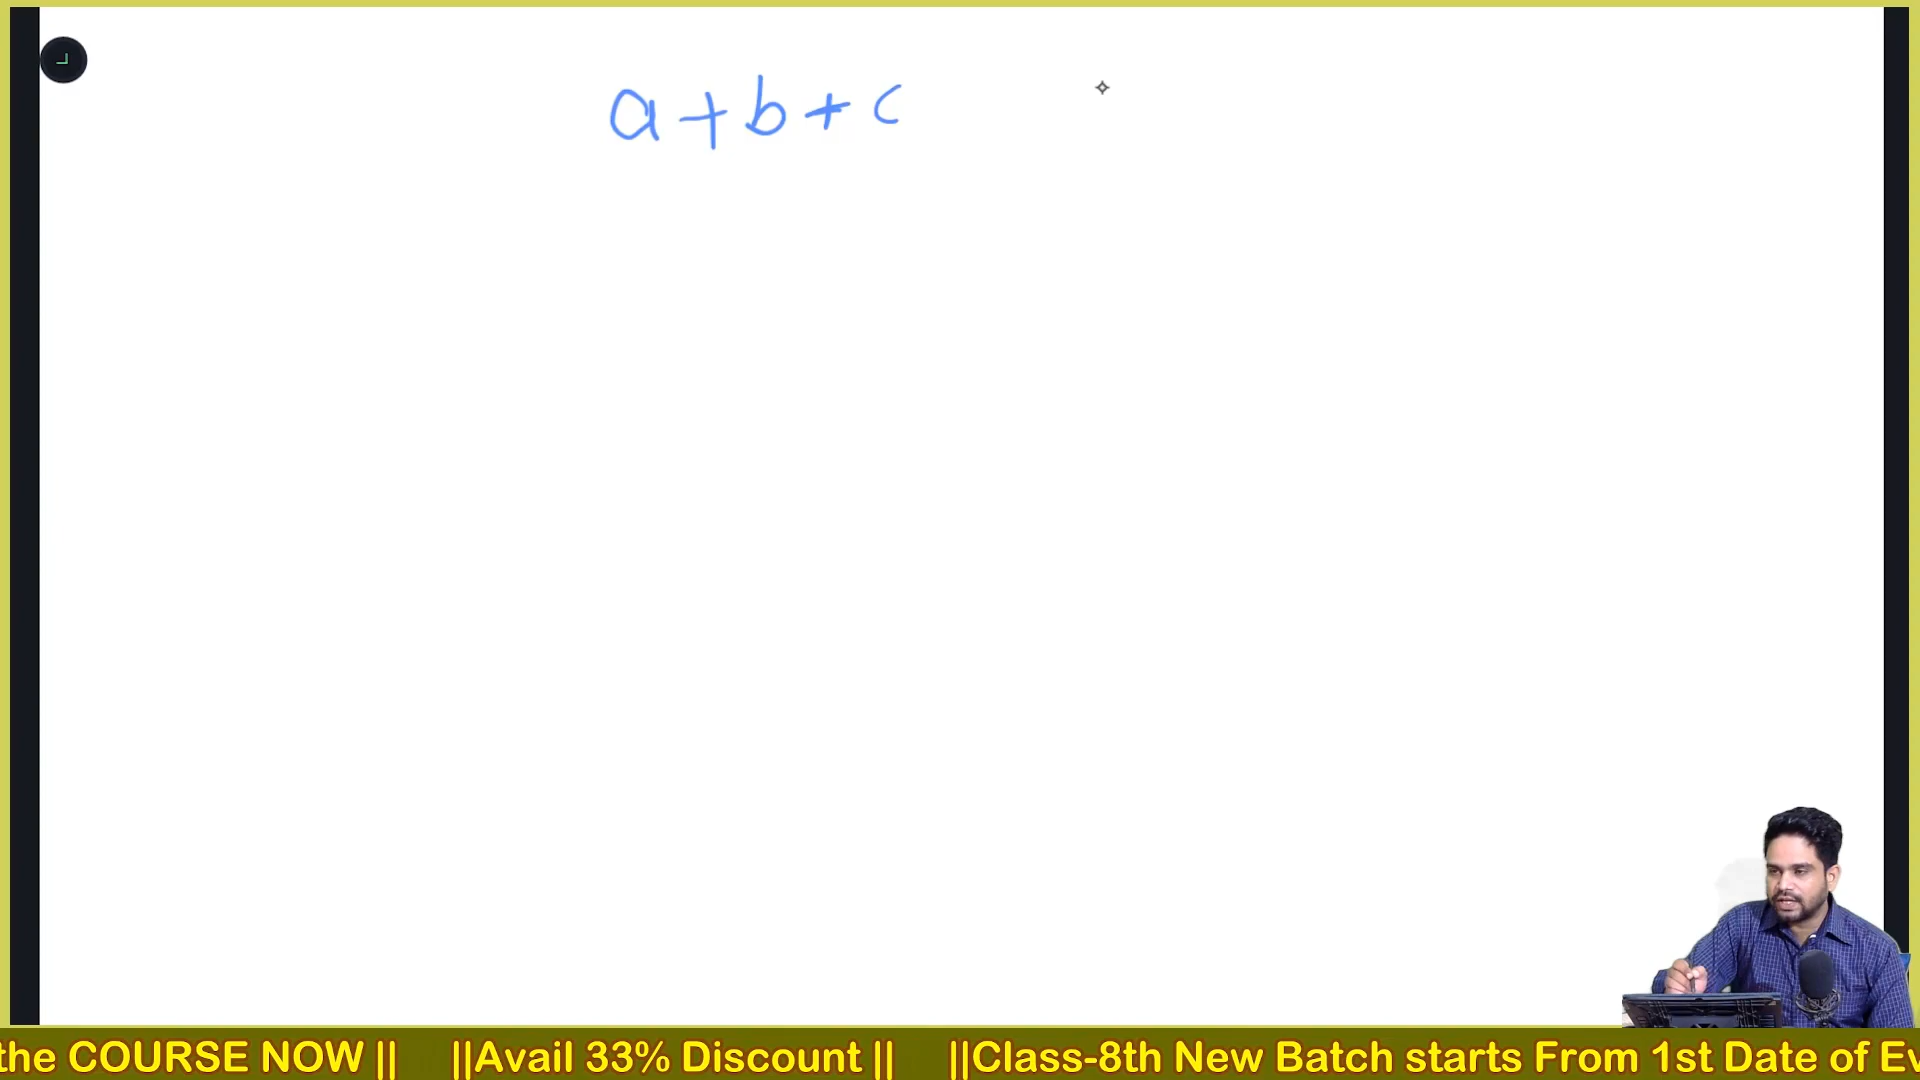 a + b + c
the COURSE NOW || ||Avail 33% Discount || ||Class-8th New Batch starts From 1st Date of Ev